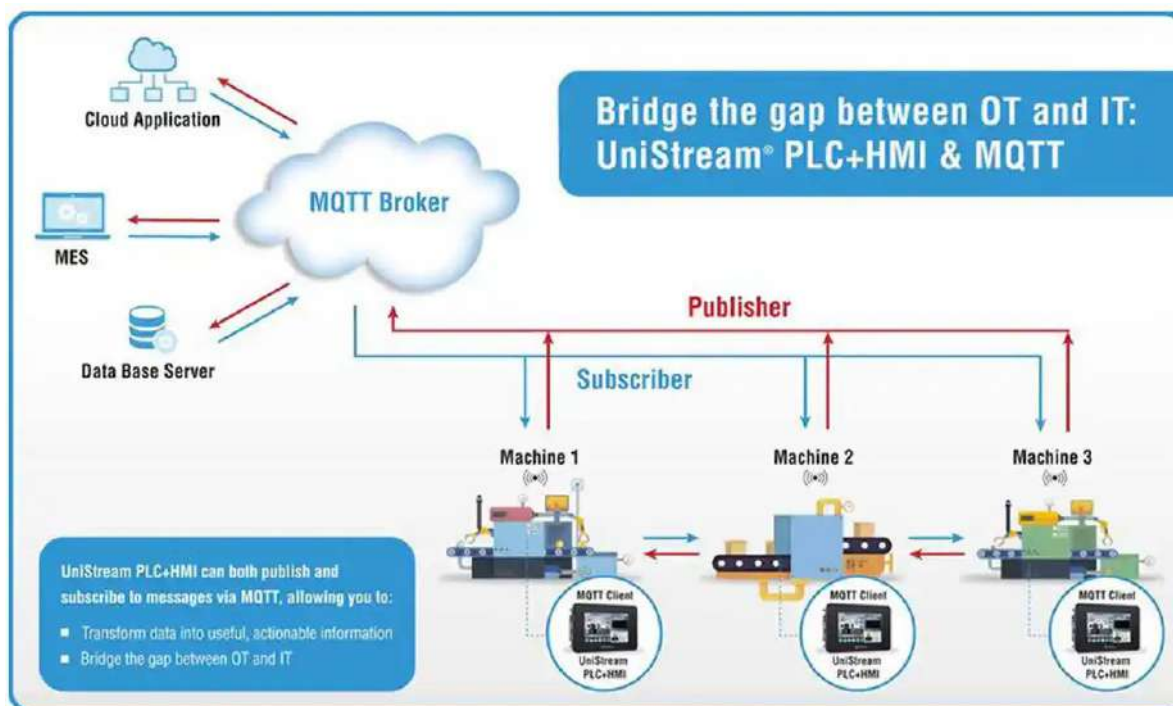 Cloud Application
Bridge the gap between OT and IT:
UniStream® PLC+HMI & MQTT
MQTT Broker
MES
Data Base Server
Publisher
Subscriber
Machine 1
Machine 2
Machine 3
UniStream PLC+HMI can both publish and
subscribe to messages via MQTT, allowing you to:
Transform data into useful, actionable information
Bridge the gap between OT and IT
MQTT Client
UniStream
PLC+HMI
MQTT Client
UniStream
PLC+HMI
MQTT Client
UniStream
PLC+HMI